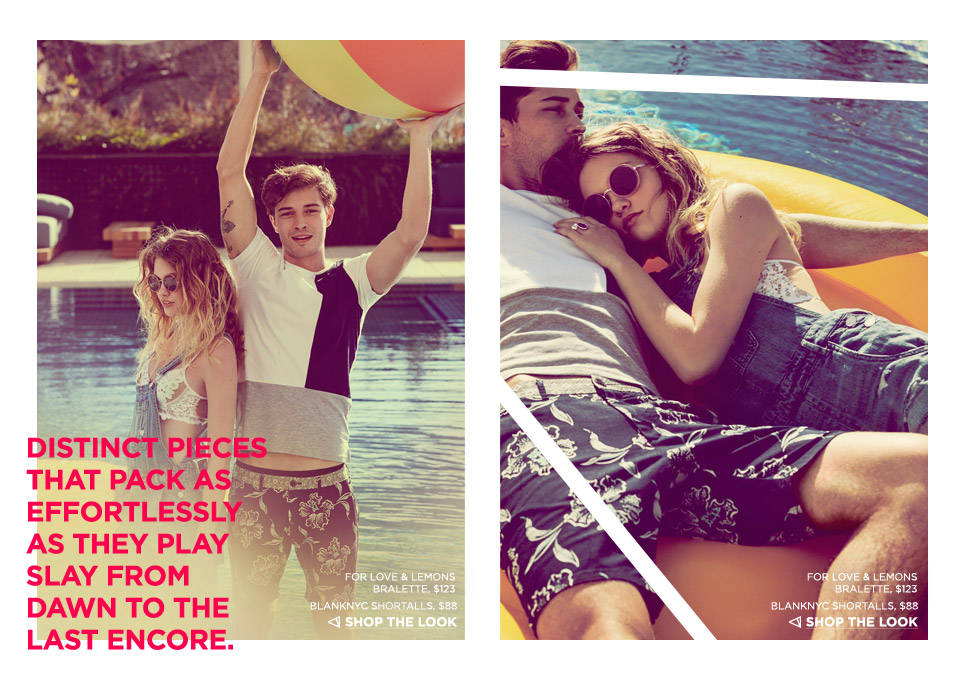 DISTINCT PIECES
THAT PACK AS
EFFORTLESSLY
AS THEY PLAY
SLAY FROM
DAWN TO THE
LAST ENCORE.
FOR LOVE & LEMONS
BRALETTE, $123
BLANKNYC SHORTALLS, $88
SHOP THE LOOK
FOR LOVE & LEMONS
BRALETTE, $123
BLANKNYC SHORTALLS, $88
SHOP THE LOOK